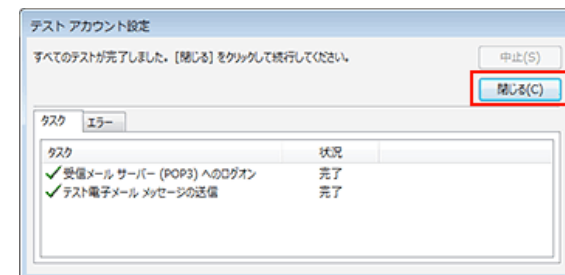 テスト アカウント設定
すべてのテストが完了しました。[閉じる] をクリックして続行してください。
中止(S)
閉じる(C)
タスク エラー
タスク 状況
受信メール サーバー (POP3) へのログオン 完了
テスト電子メール メッセージの送信 完了